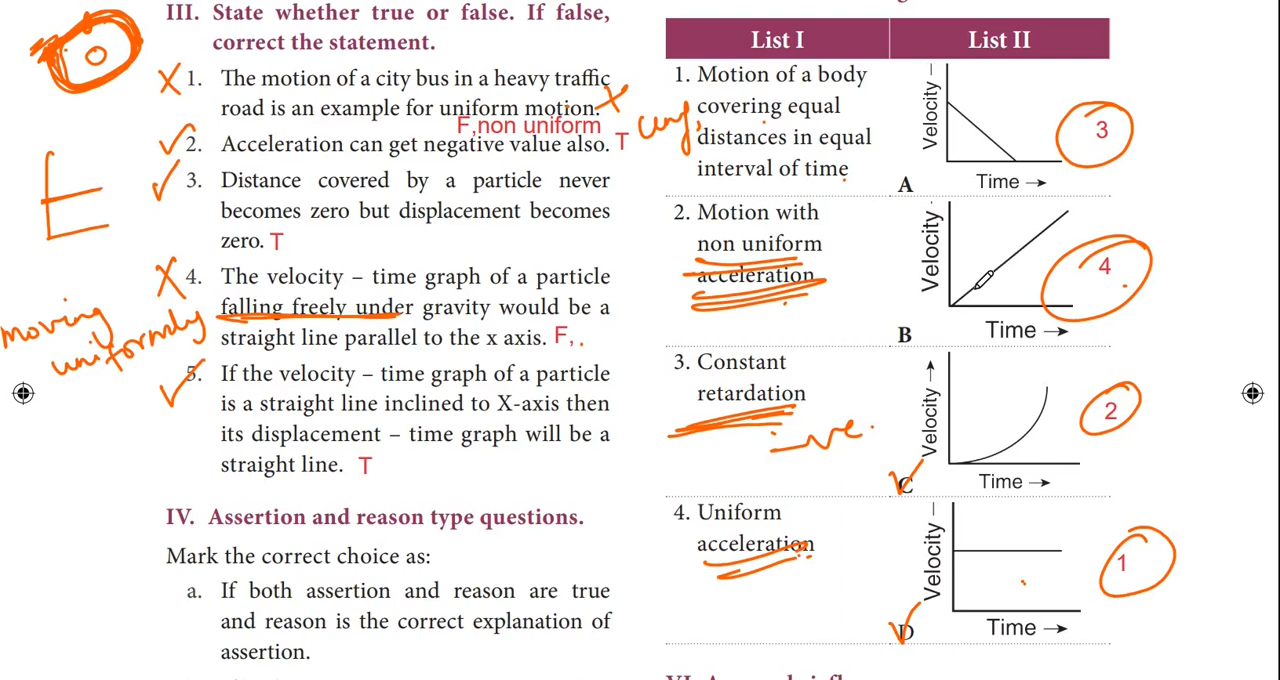 III. State whether true or false. If false,
correct the statement.
X 1. The motion of a city bus in a heavy traffic
road is an example for uniform motion. X
F,non uniform
2. Acceleration can get negative value also. T
3. Distance covered by a particle never
becomes zero but displacement becomes
zero. T
X 4. The velocity – time graph of a particle
falling freely under gravity would be a
straight line parallel to the x axis. F,.
moving
uniformly
5. If the velocity – time graph of a particle
is a straight line inclined to X-axis then
its displacement – time graph will be a
straight line. T
IV. Assertion and reason type questions.
Mark the correct choice as:
a. If both assertion and reason are true
and reason is the correct explanation of
assertion.
List I
List II
1. Motion of a body
covering equal
distances in equal
interval of time
Velocity
Time
A
3
2. Motion with
non uniform
acceleration
Velocity
Time
B
4
3. Constant
retardation
-ve.
Velocity
Time
C
2
4. Uniform
acceleration
Velocity
Time
D
1